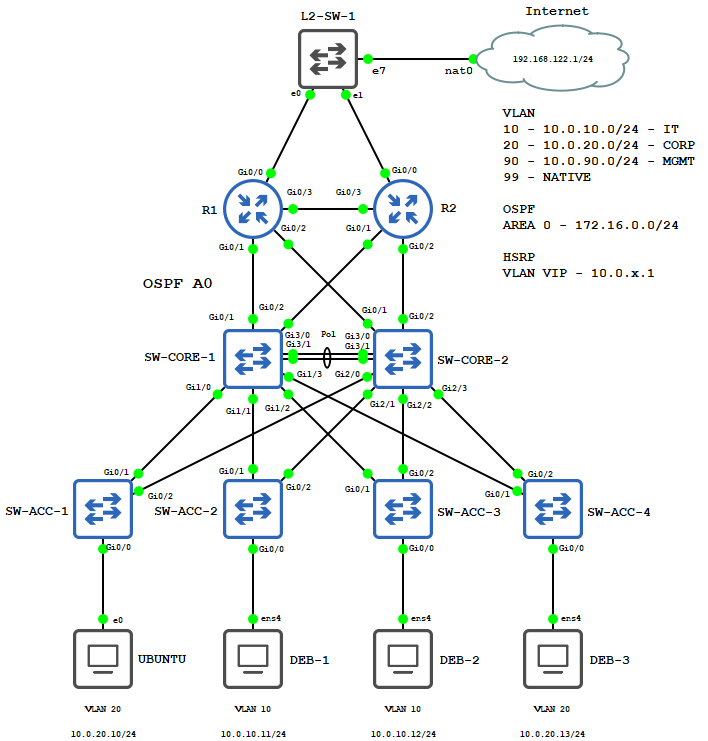 Internet
L2-SW-1
192.168.122.1/24
e7
nat0
e0
e1
VLAN
10 - 10.0.10.0/24 - IT
20 - 10.0.20.0/24 - CORP
90 - 10.0.90.0/24 - MGMT
99 - NATIVE
OSPF
AREA 0 - 172.16.0.0/24
HSRP
VLAN VIP - 10.0.x.1
Gi0/0
Gi0/0
R1
Gi0/3
Gi0/3
R2
Gi0/1
Gi0/2
Gi0/1
Gi0/2
OSPF A0
Gi0/1
Gi0/2
Gi0/1
Gi0/2
SW-CORE-1
Gi3/0
Gi3/1
Po1
Gi3/0
Gi3/1
SW-CORE-2
Gi1/0
Gi1/1
Gi1/2
Gi1/3
Gi2/0
Gi2/1
Gi2/2
Gi2/3
Gi0/1
Gi0/2
Gi0/1
Gi0/2
Gi0/1
Gi0/2
Gi0/1
Gi0/2
SW-ACC-1
SW-ACC-2
SW-ACC-3
SW-ACC-4
Gi0/0
Gi0/0
Gi0/0
Gi0/0
e0
ens4
ens4
ens4
UBUNTU
DEB-1
DEB-2
DEB-3
VLAN 20
VLAN 10
VLAN 10
VLAN 20
10.0.20.10/24
10.0.10.11/24
10.0.10.12/24
10.0.20.13/24